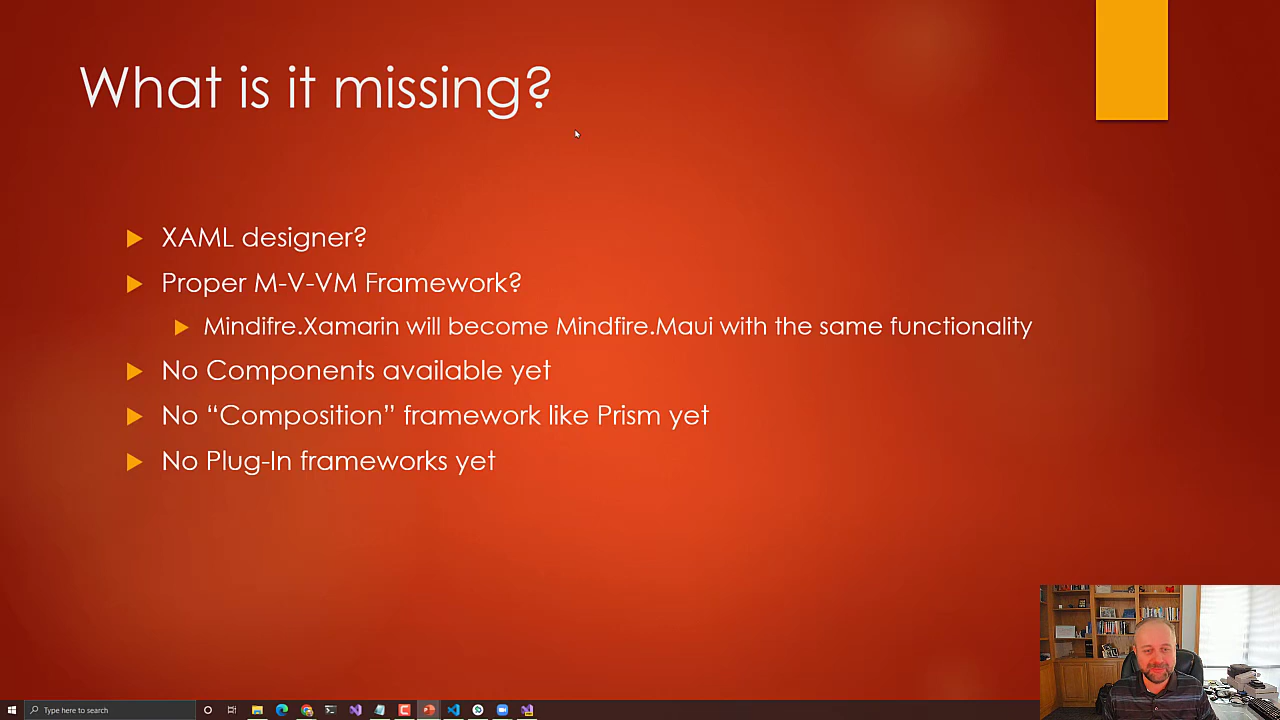 What is it missing?
XAML designer?
Proper M-V-VM Framework?
Mindifre.Xamarin will become Mindfire.Maui with the same functionality
No Components available yet
No “Composition” framework like Prism yet
No Plug-In frameworks yet
Type here to search